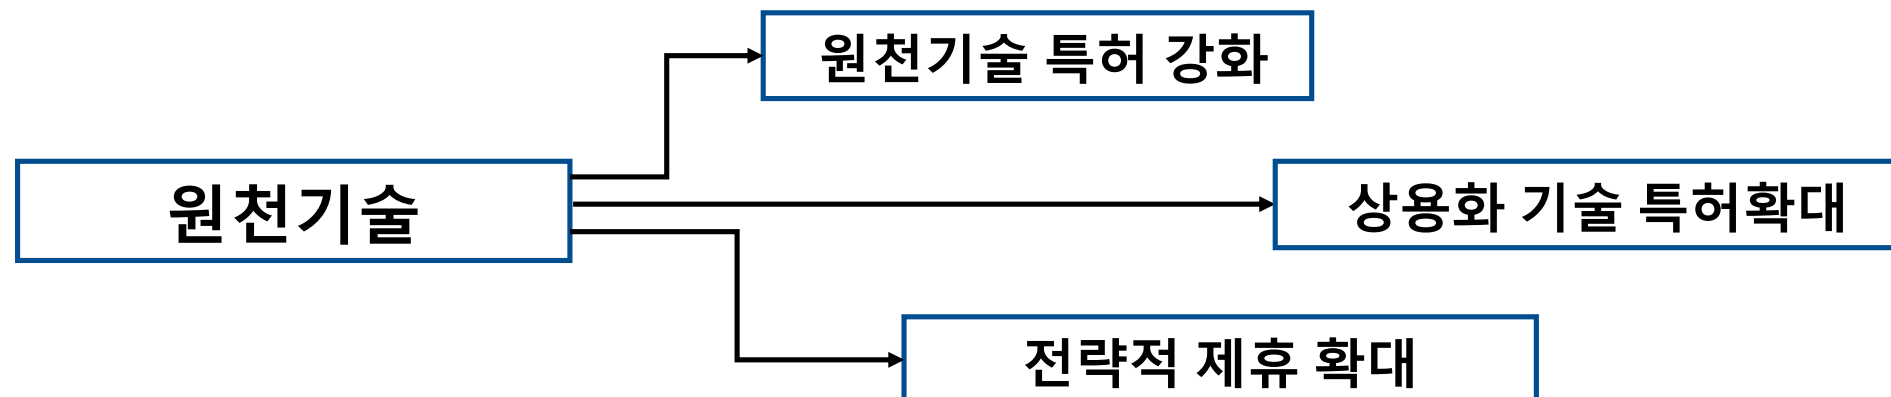 원천기술 특허 강화
원천기술
상용화 기술 특허확대
전략적 제휴 확대